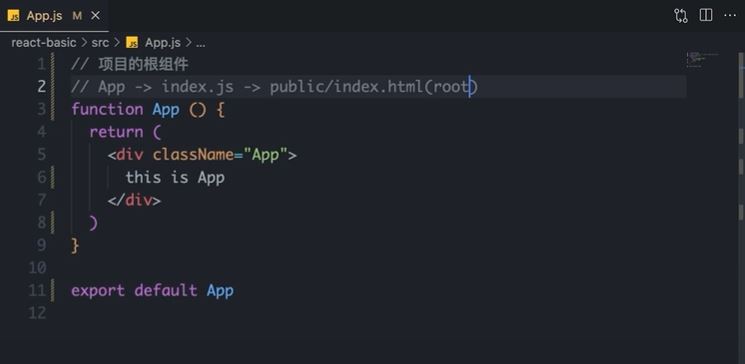 JS App.js M ×
react-basic > src > JS App.js > ...
1 // 项目的根组件
2 // App -> index.js -> public/index.html(root)
3 function App () {
4   return (
5     <div className="App">
6       this is App
7     </div>
8   )
9 }
10
11 export default App
12